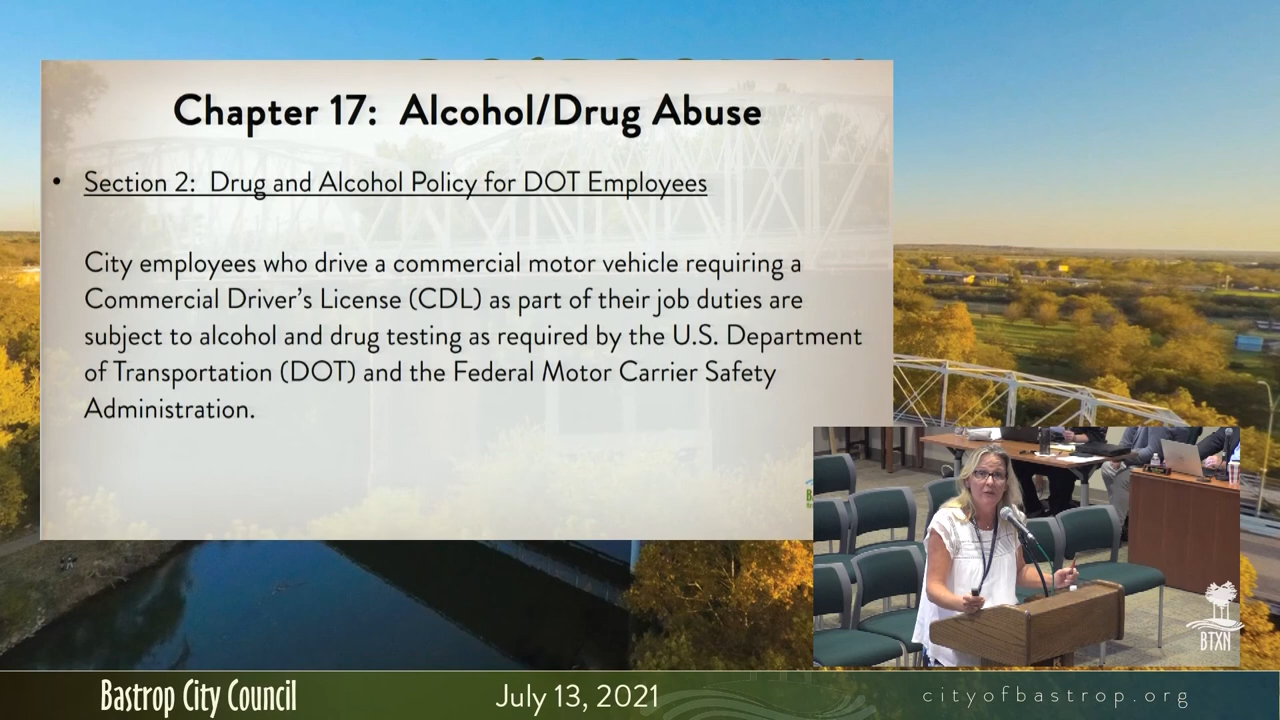 Chapter 17: Alcohol/Drug Abuse
• Section 2: Drug and Alcohol Policy for DOT Employees
City employees who drive a commercial motor vehicle requiring a
Commercial Driver's License (CDL) as part of their job duties are
subject to alcohol and drug testing as required by the U.S. Department
of Transportation (DOT) and the Federal Motor Carrier Safety
Administration.
BTXN
Bastrop City Council
July 13, 2021
cityofbastrop.org